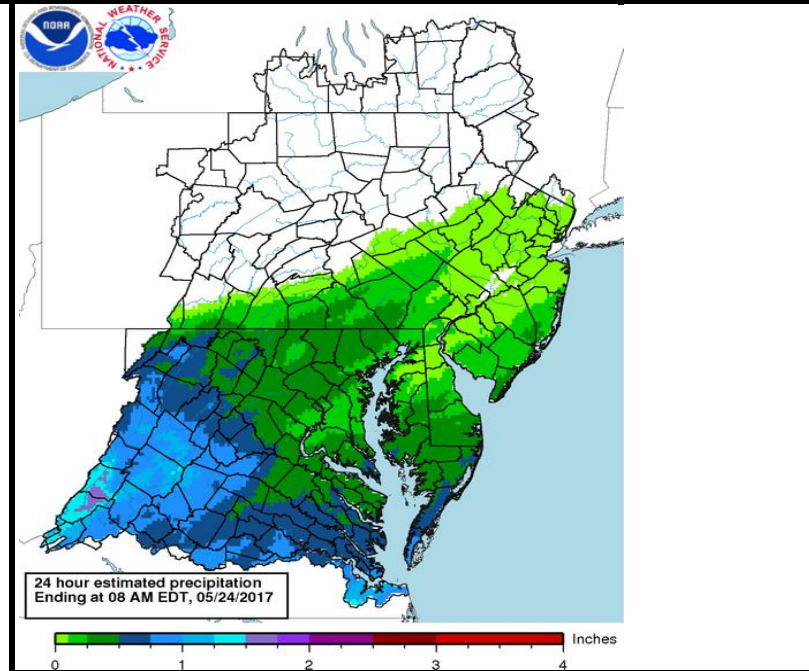 NOAA
NATIONAL WEATHER SERVICE
24 hour estimated precipitation
Ending at 08 AM EDT, 05/24/2017
Inches
0 1 2 3 4